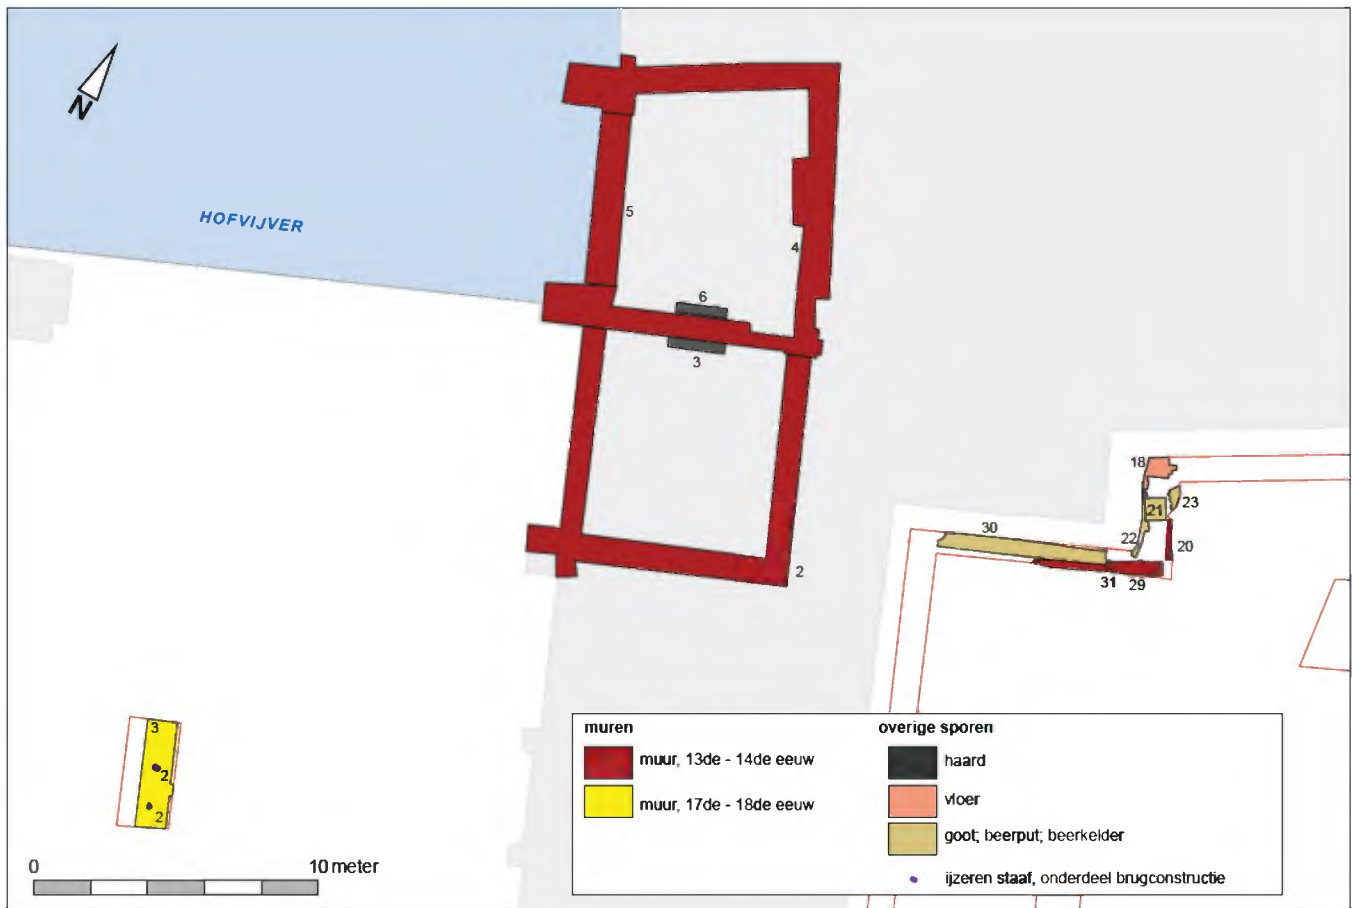 N
HOFVIJVER
5
4
6
3
2
18
21
23
22
20
30
31
29
3
2
2
0 10 meter
muren
muur, 13de - 14de eeuw
muur, 17de - 18de eeuw
overige sporen
haard
vloer
goot; beerput; beerkelder
ijzeren staaf, onderdeel brugconstructie